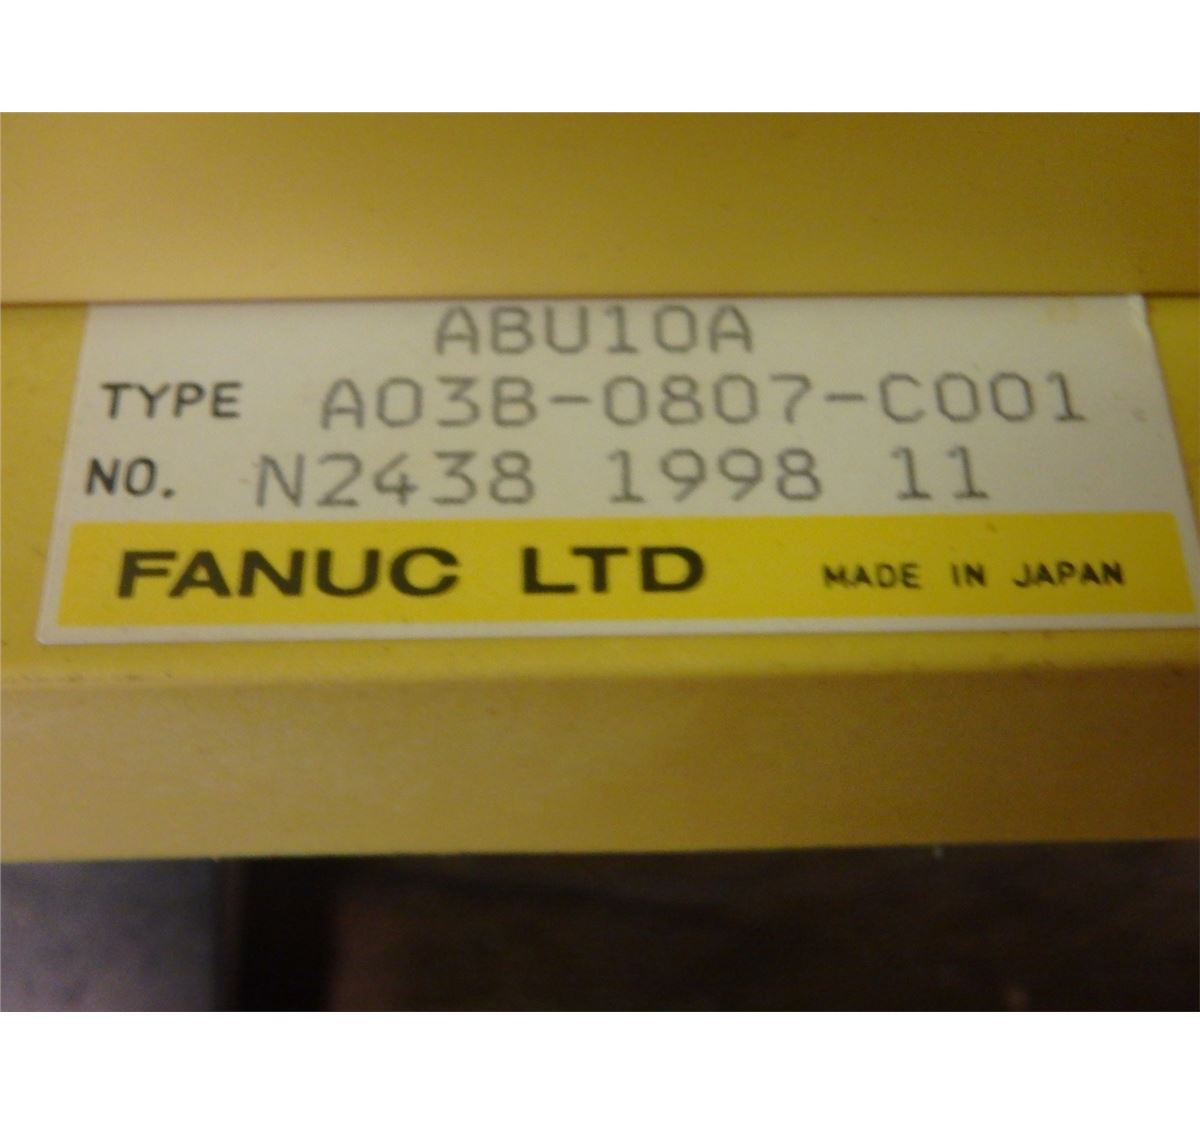 ABU10A
TYPE A03B-0807-C001
NO. N2438 1998 11
FANUC LTD MADE IN JAPAN